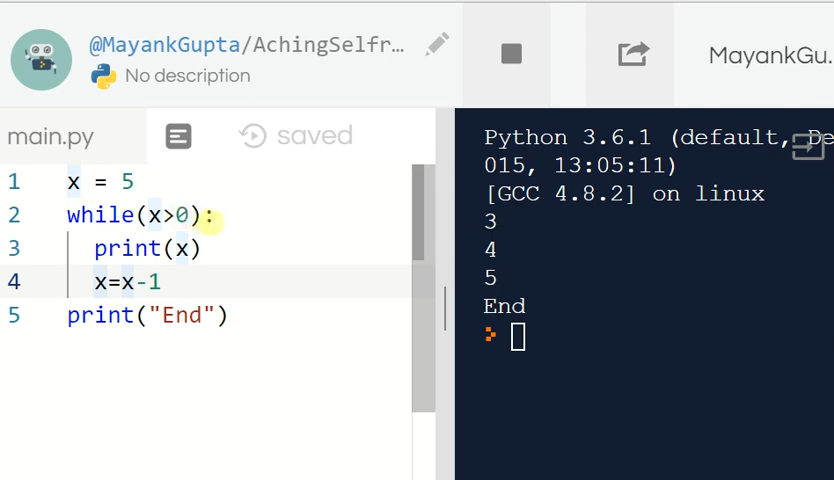 @MayankGupta/AchingSelfr...
No description
MayankGu.
main.py
saved
1 x = 5
2 while(x>0):
3 print(x)
4 x=x-1
5 print("End")
Python 3.6.1 (default, De
015, 13:05:11)
[GCC 4.8.2] on linux
3
4
5
End